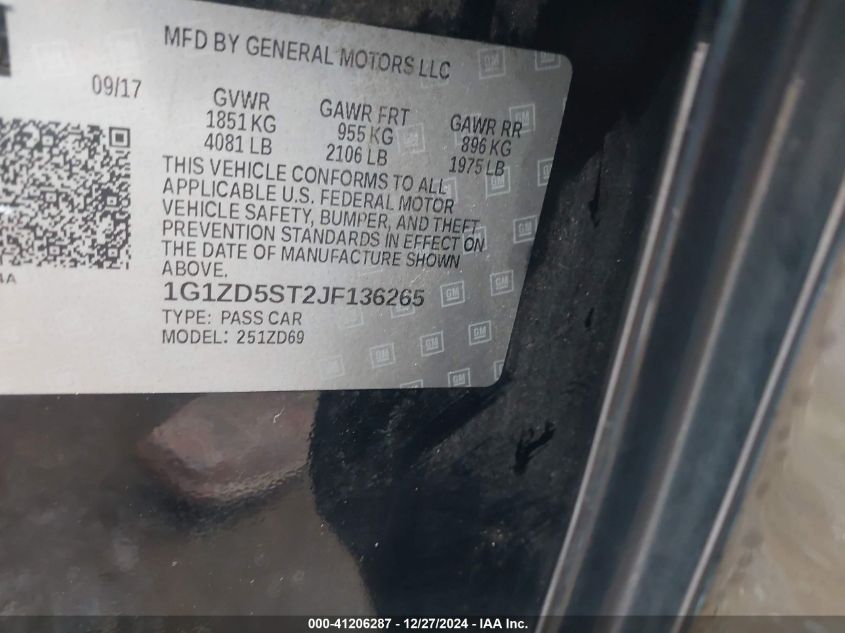 MFD BY GENERAL MOTORS LLC
09/17
GVWR GAWR FRT GAWR RR
1851 KG 955 KG 896 KG
4081 LB 2106 LB 1975 LB
THIS VEHICLE CONFORMS TO ALL
APPLICABLE U.S. FEDERAL MOTOR
VEHICLE SAFETY, BUMPER, AND THEFT
PREVENTION STANDARDS IN EFFECT ON
THE DATE OF MANUFACTURE SHOWN
ABOVE.
1G1ZD5ST2JF136265
TYPE: PASS CAR
MODEL: 251ZD69
000-41206287 - 12/27/2024 - IAA Inc.